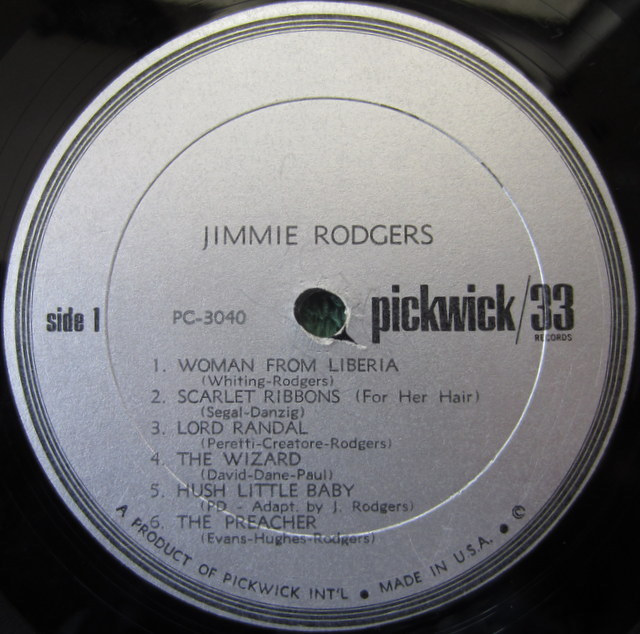 JIMMIE RODGERS
side 1
PC-3040
pickwick/33
RECORDS
1. WOMAN FROM LIBERIA
(Whiting-Rodgers)
2. SCARLET RIBBONS (For Her Hair)
(Segal-Danzig)
3. LORD RANDAL
(Peretti-Creatore-Rodgers)
4. THE WIZARD
(David-Dane-Paul)
5. HUSH LITTLE BABY
(PD - Adapt. by J. Rodgers)
6. THE PREACHER
(Evans-Hughes-Rodgers)
A PRODUCT OF PICKWICK INT'L • MADE IN U.S.A. • ©